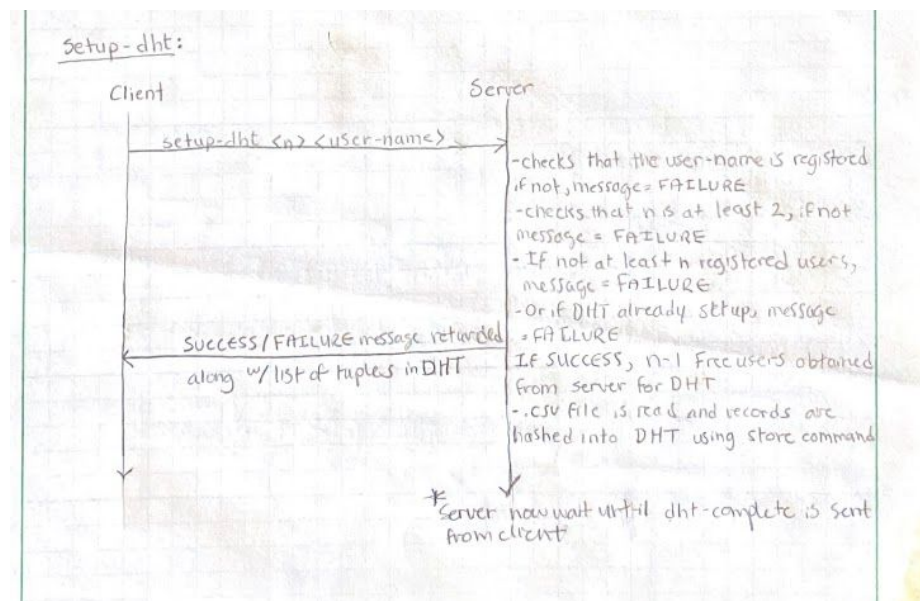 Setup-dht:
Client
Server
setup-dht <n> <user-name>
-checks that the user-name is registered
if not, message = FAILURE
-checks that n is at least 2, if not
message = FAILURE
- If not at least n registered users,
message = FAILURE
- Or if DHT already setup, message
= FAILURE
SUCCESS/FAILURE message returned
along w/ list of tuples in DHT
If SUCCESS, n-1 Free users obtained
from server for DHT
- .csv file is read and records are
hashed into DHT using store command
*
Server now wait until dht-complete is sent
from client